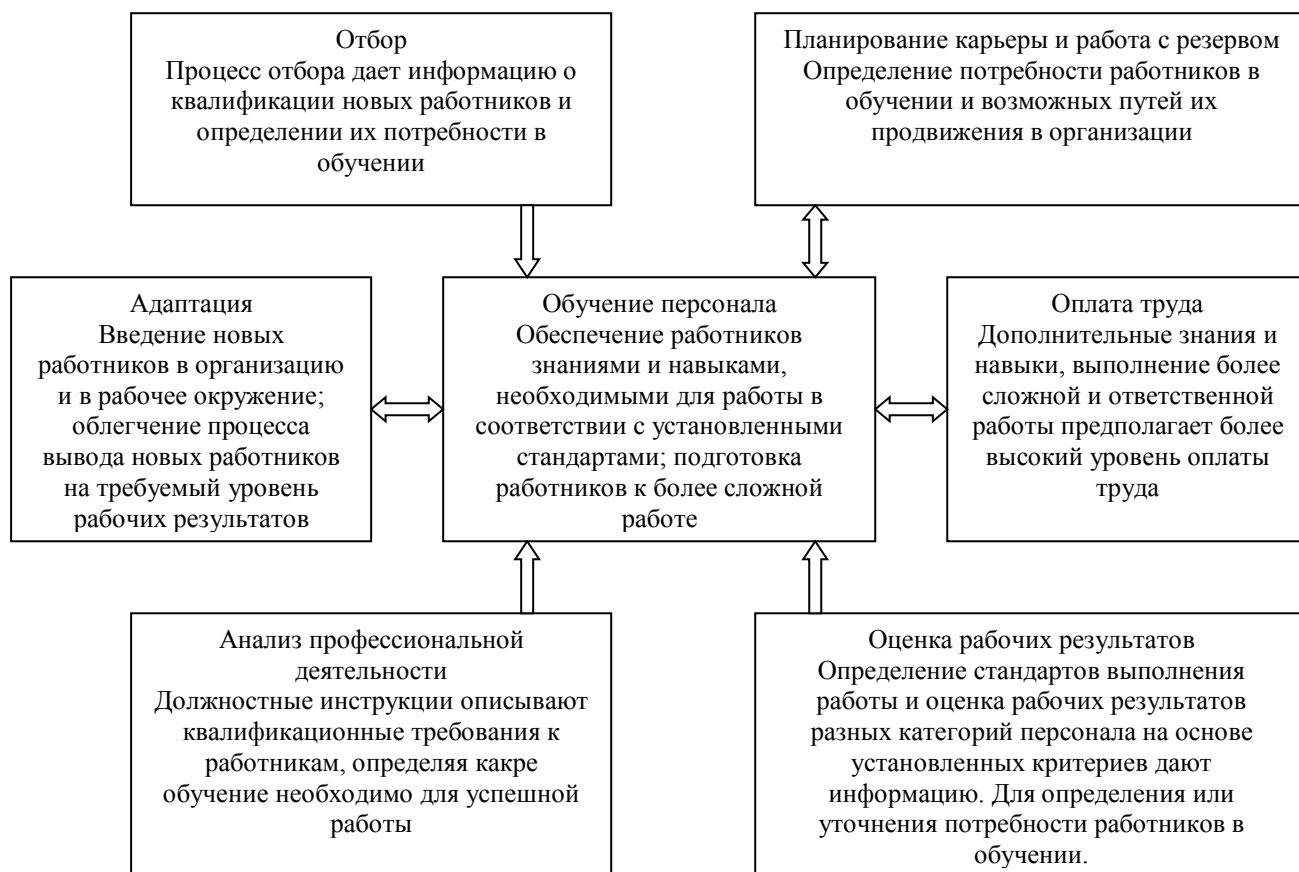 Отбор
Процесс отбора дает информацию о
квалификации новых работников и
определении их потребности в
обучении
Планирование карьеры и работа с резервом
Определение потребности работников в
обучении и возможных путей их
продвижения в организации
Адаптация
Введение новых
работников в организацию
и в рабочее окружение;
облегчение процесса
вывода новых работников
на требуемый уровень
рабочих результатов
Обучение персонала
Обеспечение работников
знаниями и навыками,
необходимыми для работы в
соответствии с установленными
стандартами; подготовка
работников к более сложной
работе
Оплата труда
Дополнительные знания и
навыки, выполнение более
сложной и ответственной
работы предполагает более
высокий уровень оплаты
труда
Анализ профессиональной
деятельности
Должностные инструкции описывают
квалификационные требования к
работникам, определяя какре
обучение необходимо для успешной
работы
Оценка рабочих результатов
Определение стандартов выполнения
работы и оценка рабочих результатов
разных категорий персонала на основе
установленных критериев дают
информацию. Для определения или
уточнения потребности работников в
обучении.